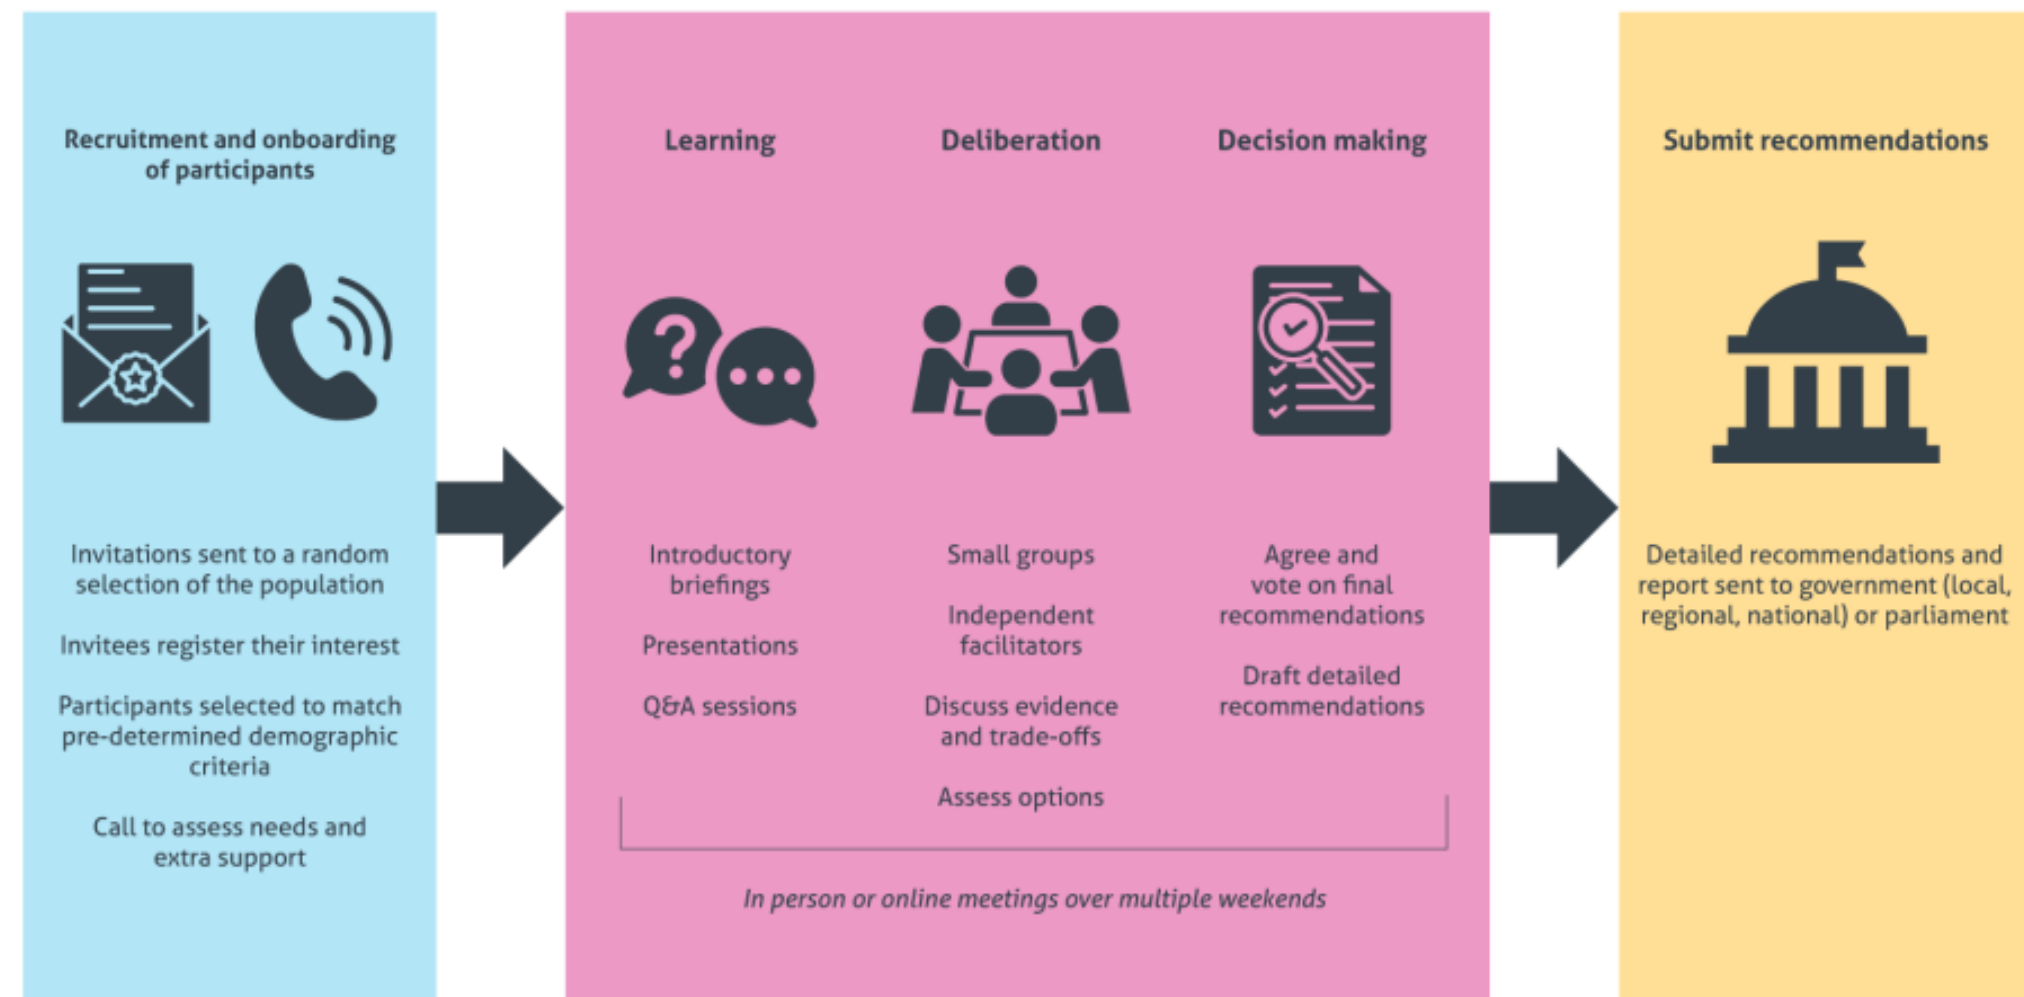 Recruitment and onboarding
of participants
Invitations sent to a random
selection of the population
Invitees register their interest
Participants selected to match
pre-determined demographic
criteria
Call to assess needs and
extra support
Learning
Introductory
briefings
Presentations
Q&A sessions
Deliberation
Small groups
Independent
facilitators
Discuss evidence
and trade-offs
Assess options
Decision making
Agree and
vote on final
recommendations
Draft detailed
recommendations
In person or online meetings over multiple weekends
Submit recommendations
Detailed recommendations and
report sent to government (local,
regional, national) or parliament